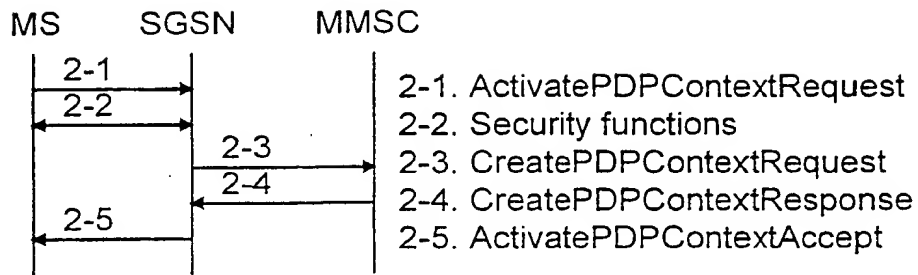 MS SGSN MMSC
2-1
2-2
2-3
2-4
2-5
2-1. ActivatePDPContextRequest
2-2. Security functions
2-3. CreatePDPContextRequest
2-4. CreatePDPContextResponse
2-5. ActivatePDPContextAccept